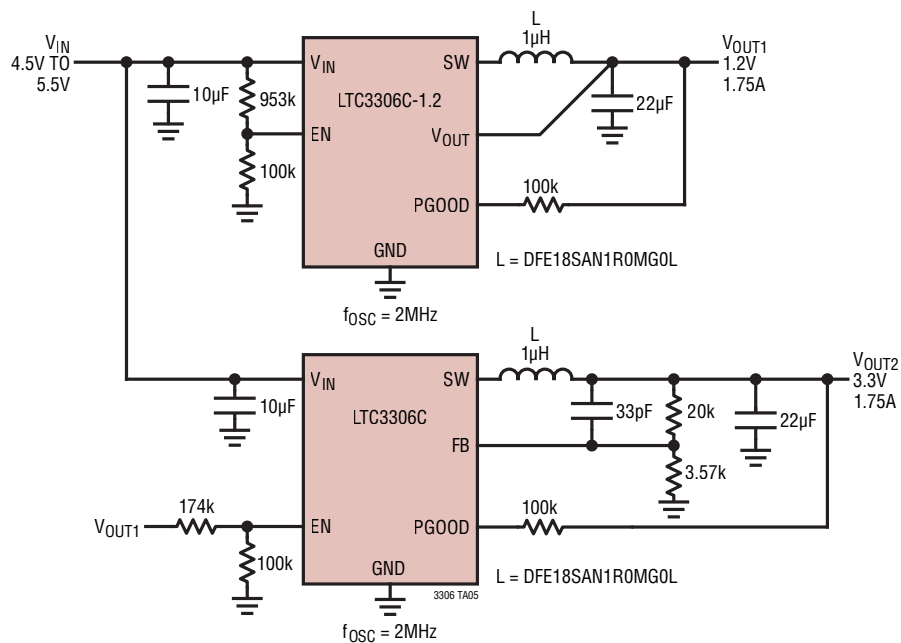 V_IN
4.5V TO
5.5V
10µF
953k
100k
V_IN
EN
LTC3306C-1.2
SW
V_OUT
PGOOD
GND
L
1µH
22µF
100k
V_OUT1
1.2V
1.75A
L = DFE18SAN1R0MG0L
f_OSC = 2MHz
10µF
V_IN
LTC3306C
SW
FB
EN
PGOOD
GND
L
1µH
33pF
20k
3.57k
22µF
V_OUT2
3.3V
1.75A
V_OUT1
174k
100k
100k
L = DFE18SAN1R0MG0L
3306 TA05
f_OSC = 2MHz